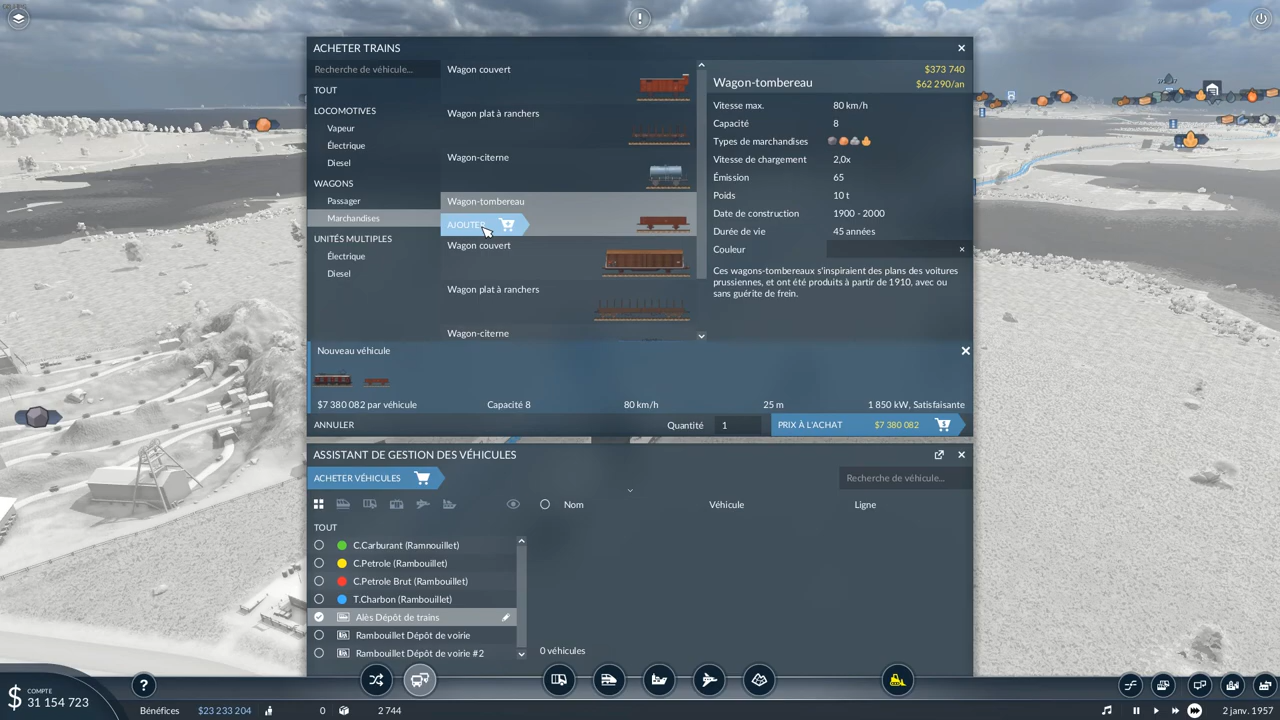 ACHETER TRAINS
Recherche de véhicule...
TOUT
LOCOMOTIVES
Vapeur
Électrique
Diesel
WAGONS
Passager
Marchandises
UNITÉS MULTIPLES
Électrique
Diesel
Wagon couvert
Wagon plat à ranchers
Wagon-citerne
Wagon-tombereau
AJOUTER
Wagon couvert
Wagon plat à ranchers
Wagon-citerne
$373 740
Wagon-tombereau
$62 290/an
Vitesse max. 80 km/h
Capacité 8
Types de marchandises
Vitesse de chargement 2,0x
Émission 65
Poids 10 t
Date de construction 1900 - 2000
Durée de vie 45 années
Couleur
Ces wagons-tombereaux s'inspiraient des plans des voitures
prussiennes, et ont été produits à partir de 1910, avec ou
sans guérite de frein.
Nouveau véhicule
$7 380 082 par véhicule Capacité 8 80 km/h 25 m 1 850 kW, Satisfaisante
ANNULER Quantité 1 PRIX À L'ACHAT $7 380 082
ASSISTANT DE GESTION DES VÉHICULES
ACHETER VÉHICULES
Recherche de véhicule...
Nom Véhicule Ligne
TOUT
C.Carburant (Ramnouillet)
C.Petrole (Rambouillet)
C.Petrole Brut (Rambouillet)
T.Charbon (Rambouillet)
Alès Dépôt de trains
Rambouillet Dépôt de voirie
Rambouillet Dépôt de voirie #2
0 véhicules
$ COMPTE
31 154 723
?
Bénéfices $23 233 204 0 2 744
2 janv. 1957